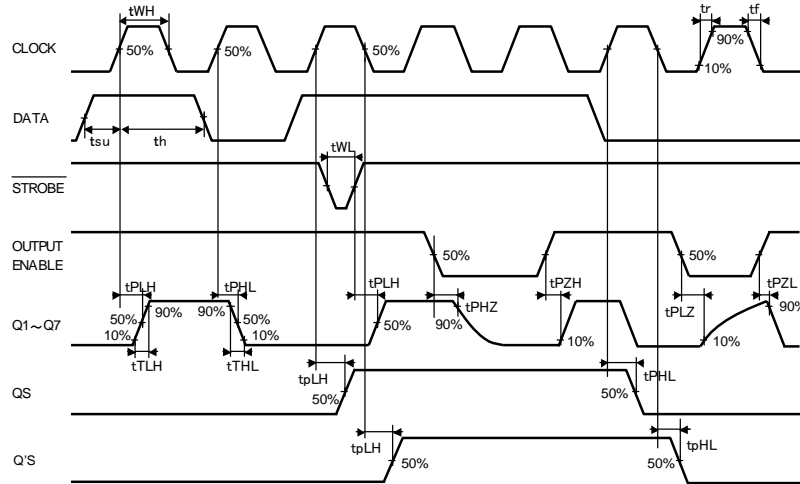 tWH
tr
tf
CLOCK
50%
50%
50%
90%
10%
DATA
tsu
th
tWL
STROBE
OUTPUT
ENABLE
50%
50%
tPLH
tPHL
tPLH
tPHZ
tPZH
tPLZ
tPZL
Q1～Q7
50%
10%
90%
90%
50%
10%
50%
90%
10%
10%
90%
tTLH
tTHL
tpLH
tPHL
QS
50%
50%
tpLH
tpHL
Q'S
50%
50%